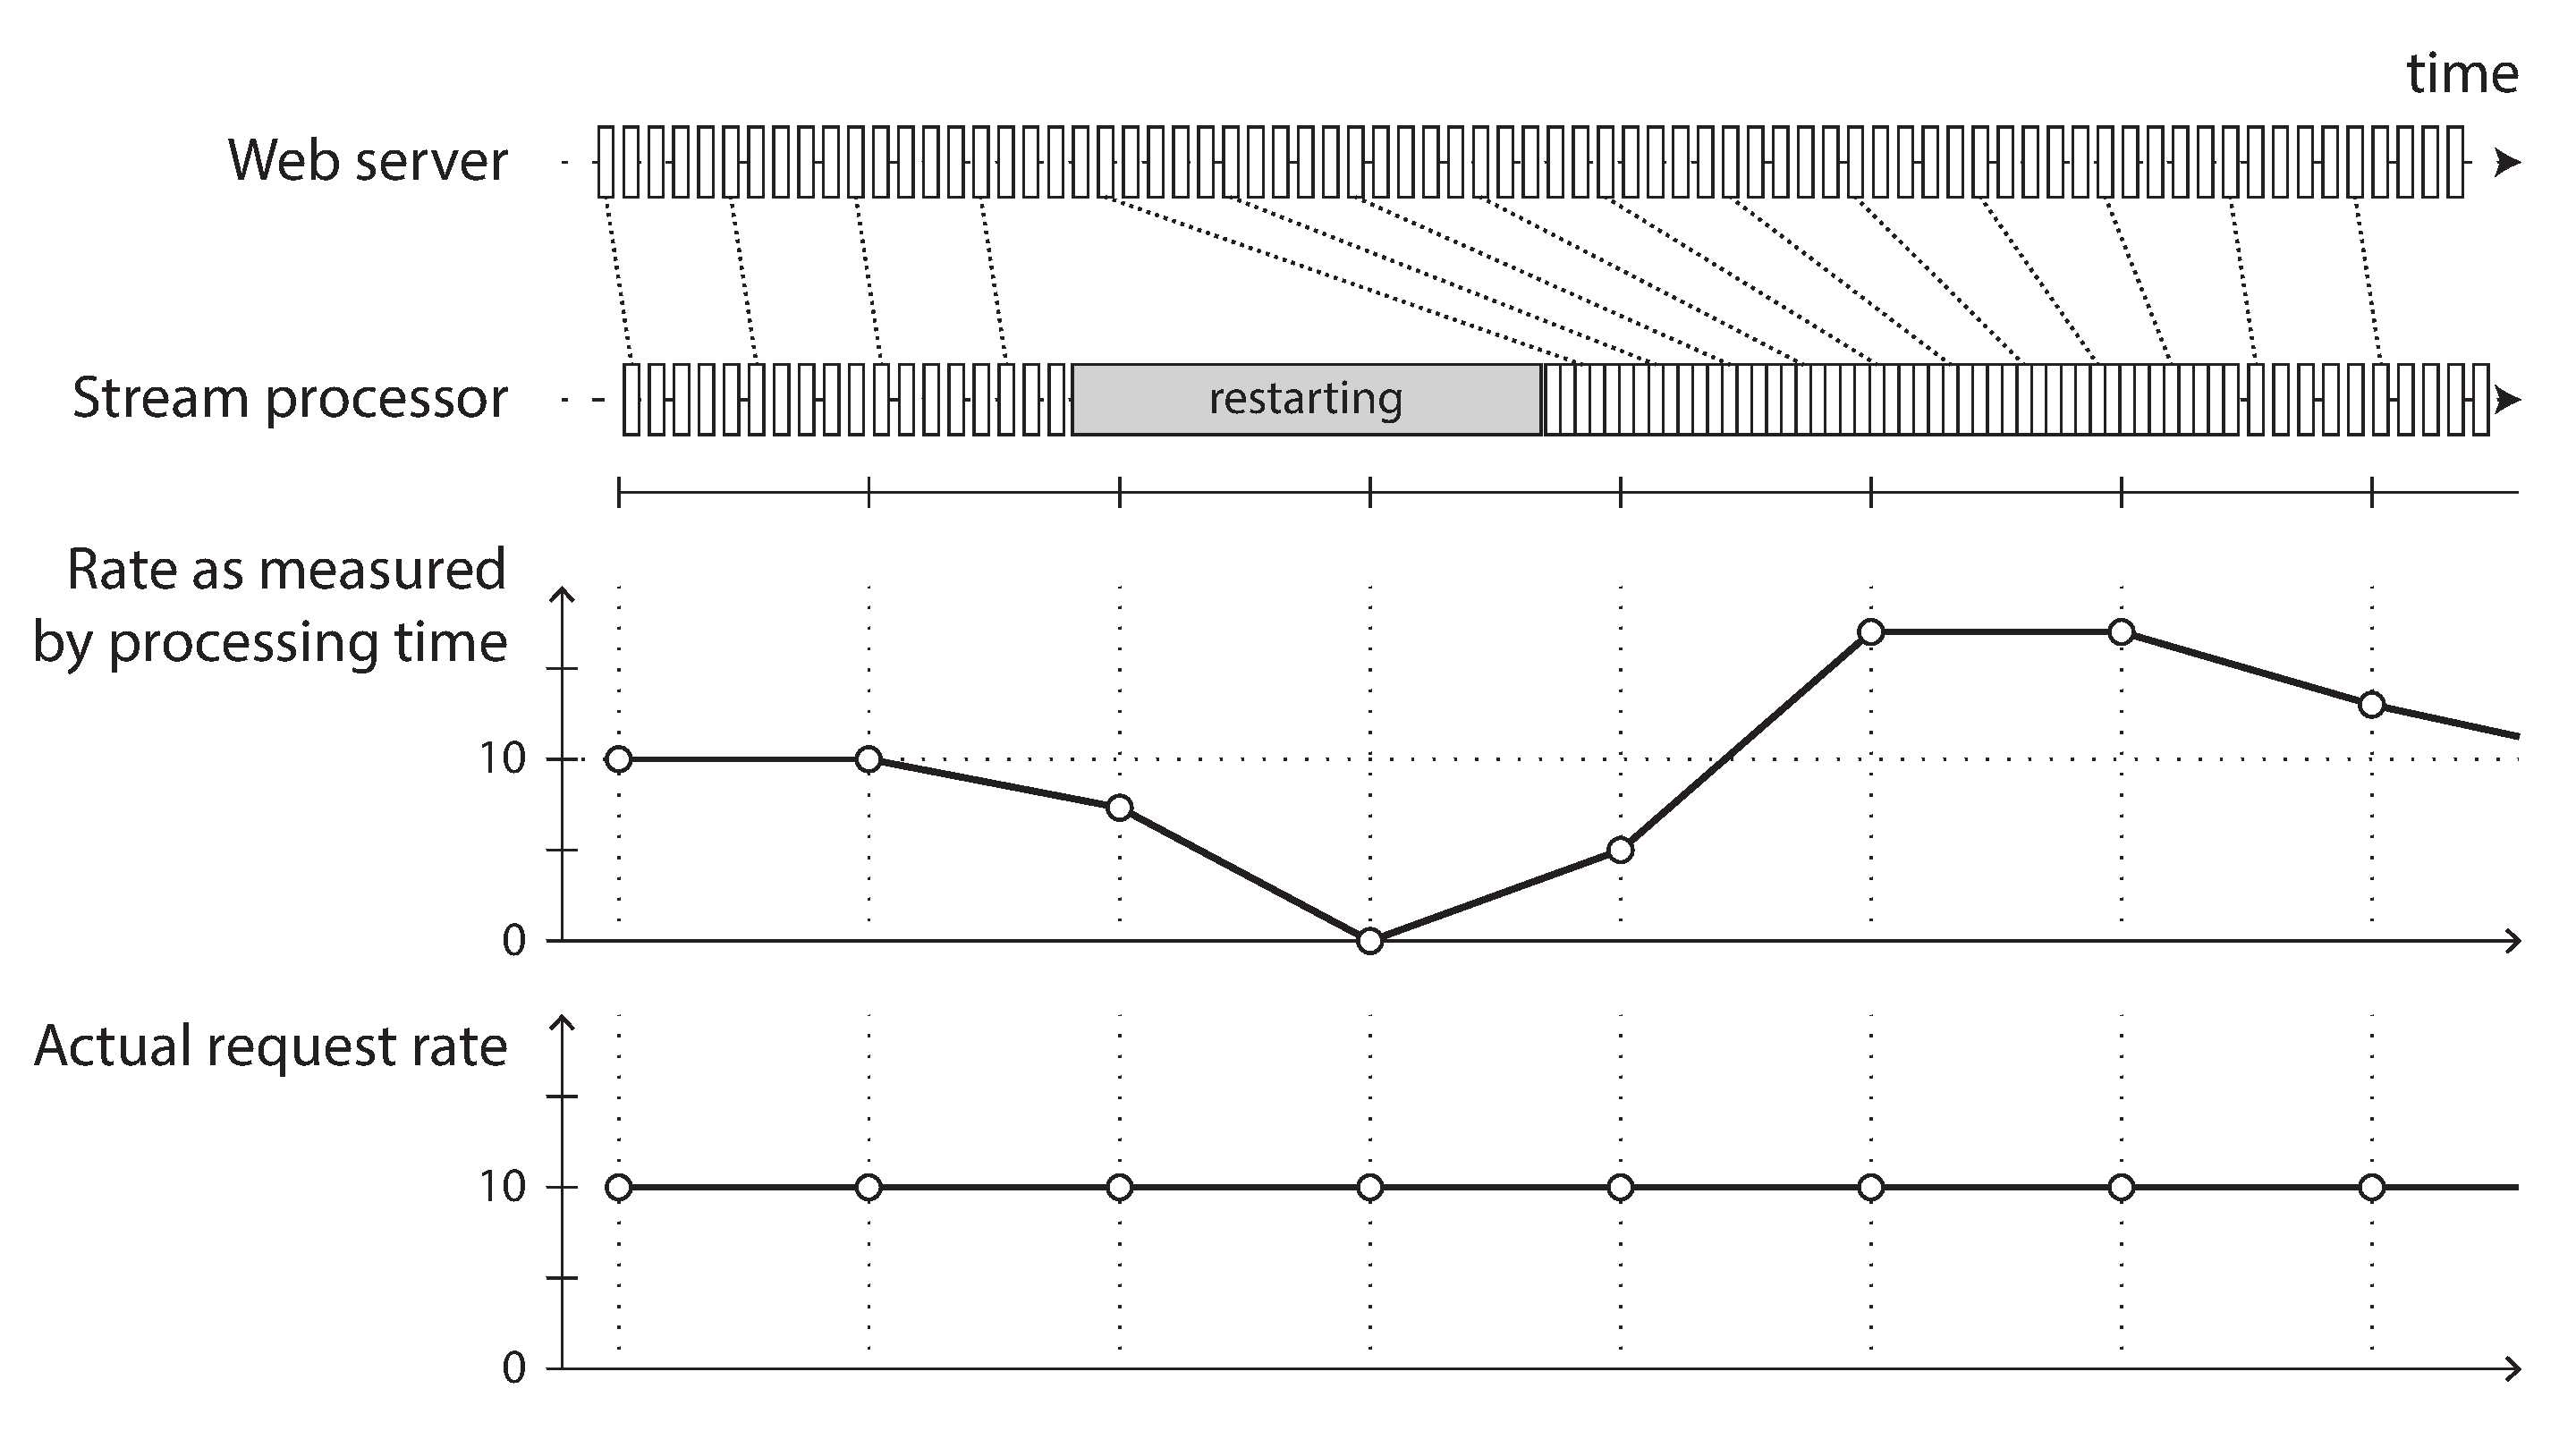 time
Web server
Stream processor
restarting
Rate as measured
by processing time
10
0
Actual request rate
10
0